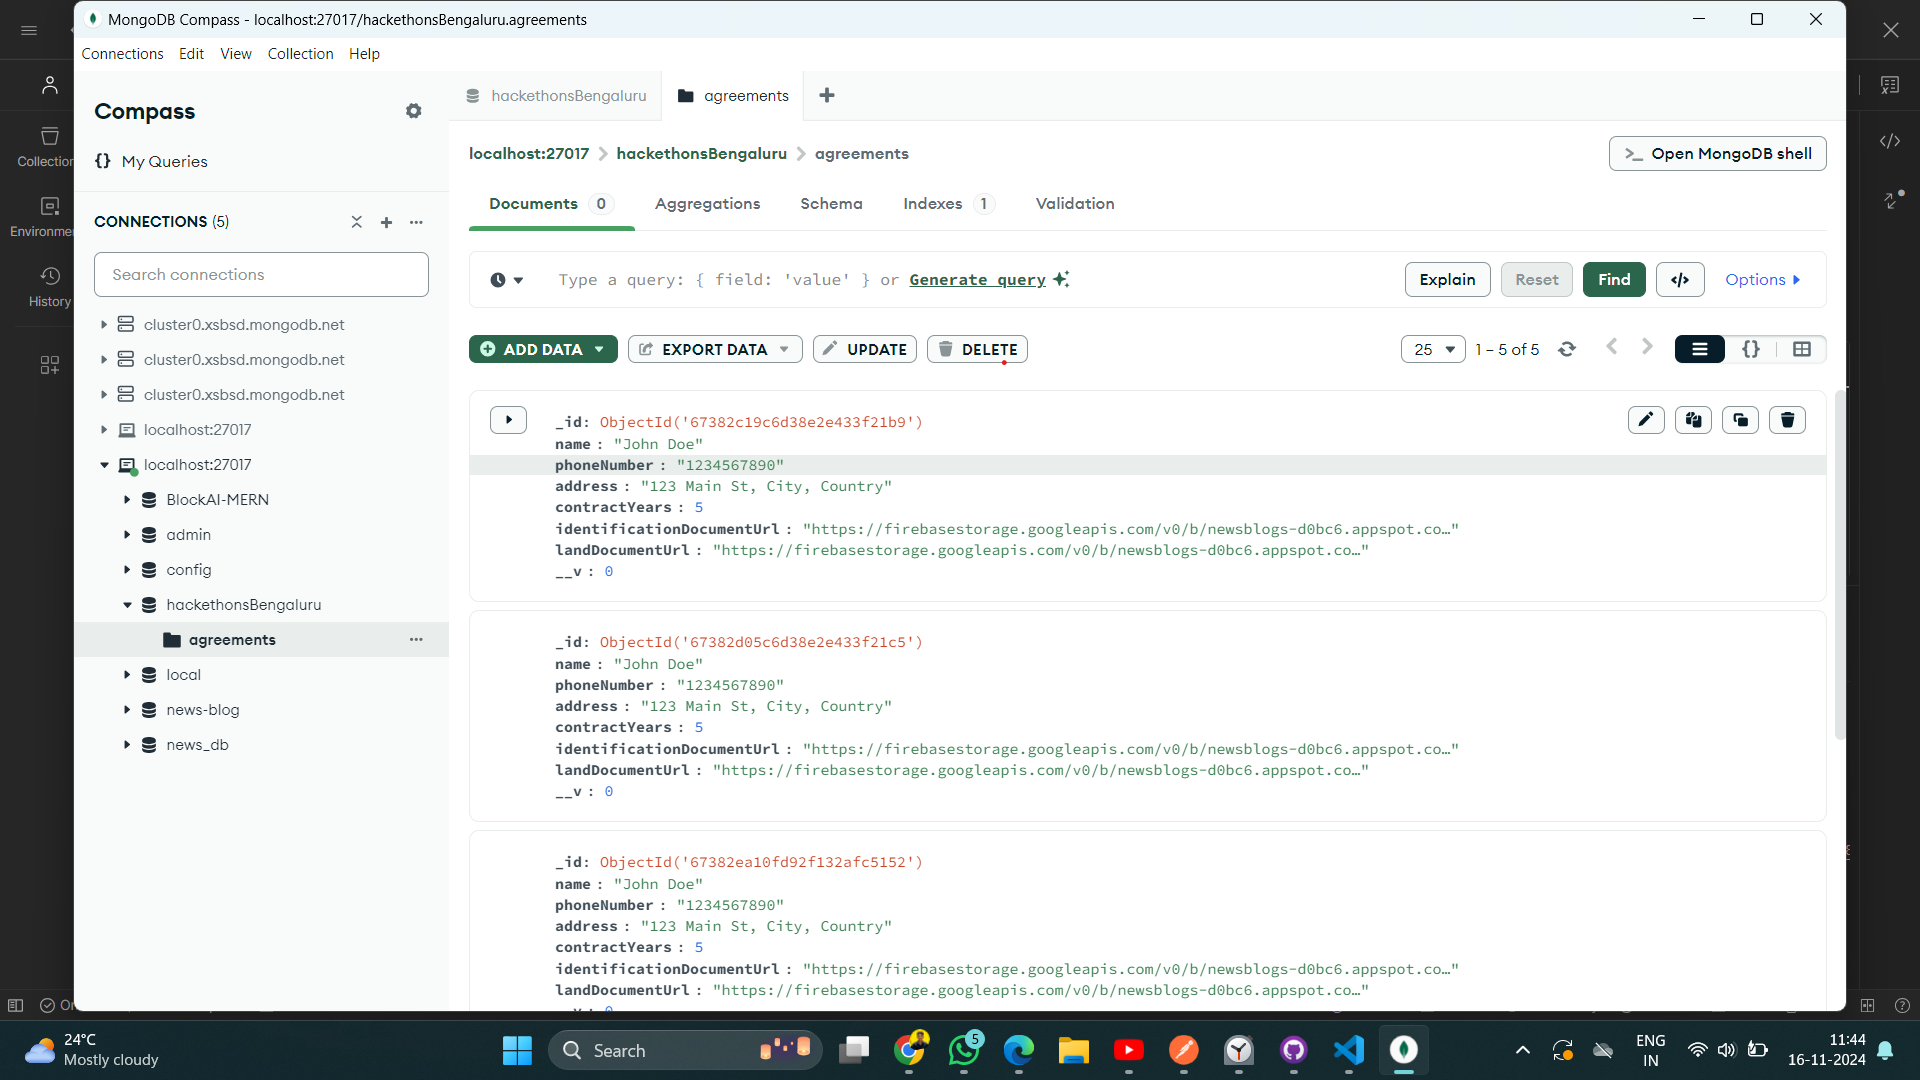 MongoDB Compass - localhost:27017/hackethonsBengaluru.agreements
Connections Edit View Collection Help
Compass
My Queries
CONNECTIONS (5)
Search connections
cluster0.xsbsd.mongodb.net
cluster0.xsbsd.mongodb.net
cluster0.xsbsd.mongodb.net
localhost:27017
localhost:27017
BlockAI-MERN
admin
config
hackethonsBengaluru
agreements
local
news-blog
news_db
hackethonsBengaluru agreements
localhost:27017 hackethonsBengaluru agreements
>_ Open MongoDB shell
Documents 0 Aggregations Schema Indexes 1 Validation
Type a query: { field: 'value' } or Generate query
Explain Reset Find </> Options
ADD DATA EXPORT DATA UPDATE DELETE
25 1 – 5 of 5
{}
_id: ObjectId('67382c19c6d38e2e433f21b9')
name : "John Doe"
phoneNumber : "1234567890"
address : "123 Main St, City, Country"
contractYears : 5
identificationDocumentUrl : "https://firebasestorage.googleapis.com/v0/b/newsblogs-d0bc6.appspot.co…"
landDocumentUrl : "https://firebasestorage.googleapis.com/v0/b/newsblogs-d0bc6.appspot.co…"
__v : 0
_id: ObjectId('67382d05c6d38e2e433f21c5')
name : "John Doe"
phoneNumber : "1234567890"
address : "123 Main St, City, Country"
contractYears : 5
identificationDocumentUrl : "https://firebasestorage.googleapis.com/v0/b/newsblogs-d0bc6.appspot.co…"
landDocumentUrl : "https://firebasestorage.googleapis.com/v0/b/newsblogs-d0bc6.appspot.co…"
__v : 0
_id: ObjectId('67382ea10fd92f132afc5152')
name : "John Doe"
phoneNumber : "1234567890"
address : "123 Main St, City, Country"
contractYears : 5
identificationDocumentUrl : "https://firebasestorage.googleapis.com/v0/b/newsblogs-d0bc6.appspot.co…"
landDocumentUrl : "https://firebasestorage.googleapis.com/v0/b/newsblogs-d0bc6.appspot.co…"
Collection
Environme
History
24°C
Mostly cloudy
Search
5
ENG
IN
11:44
16-11-2024